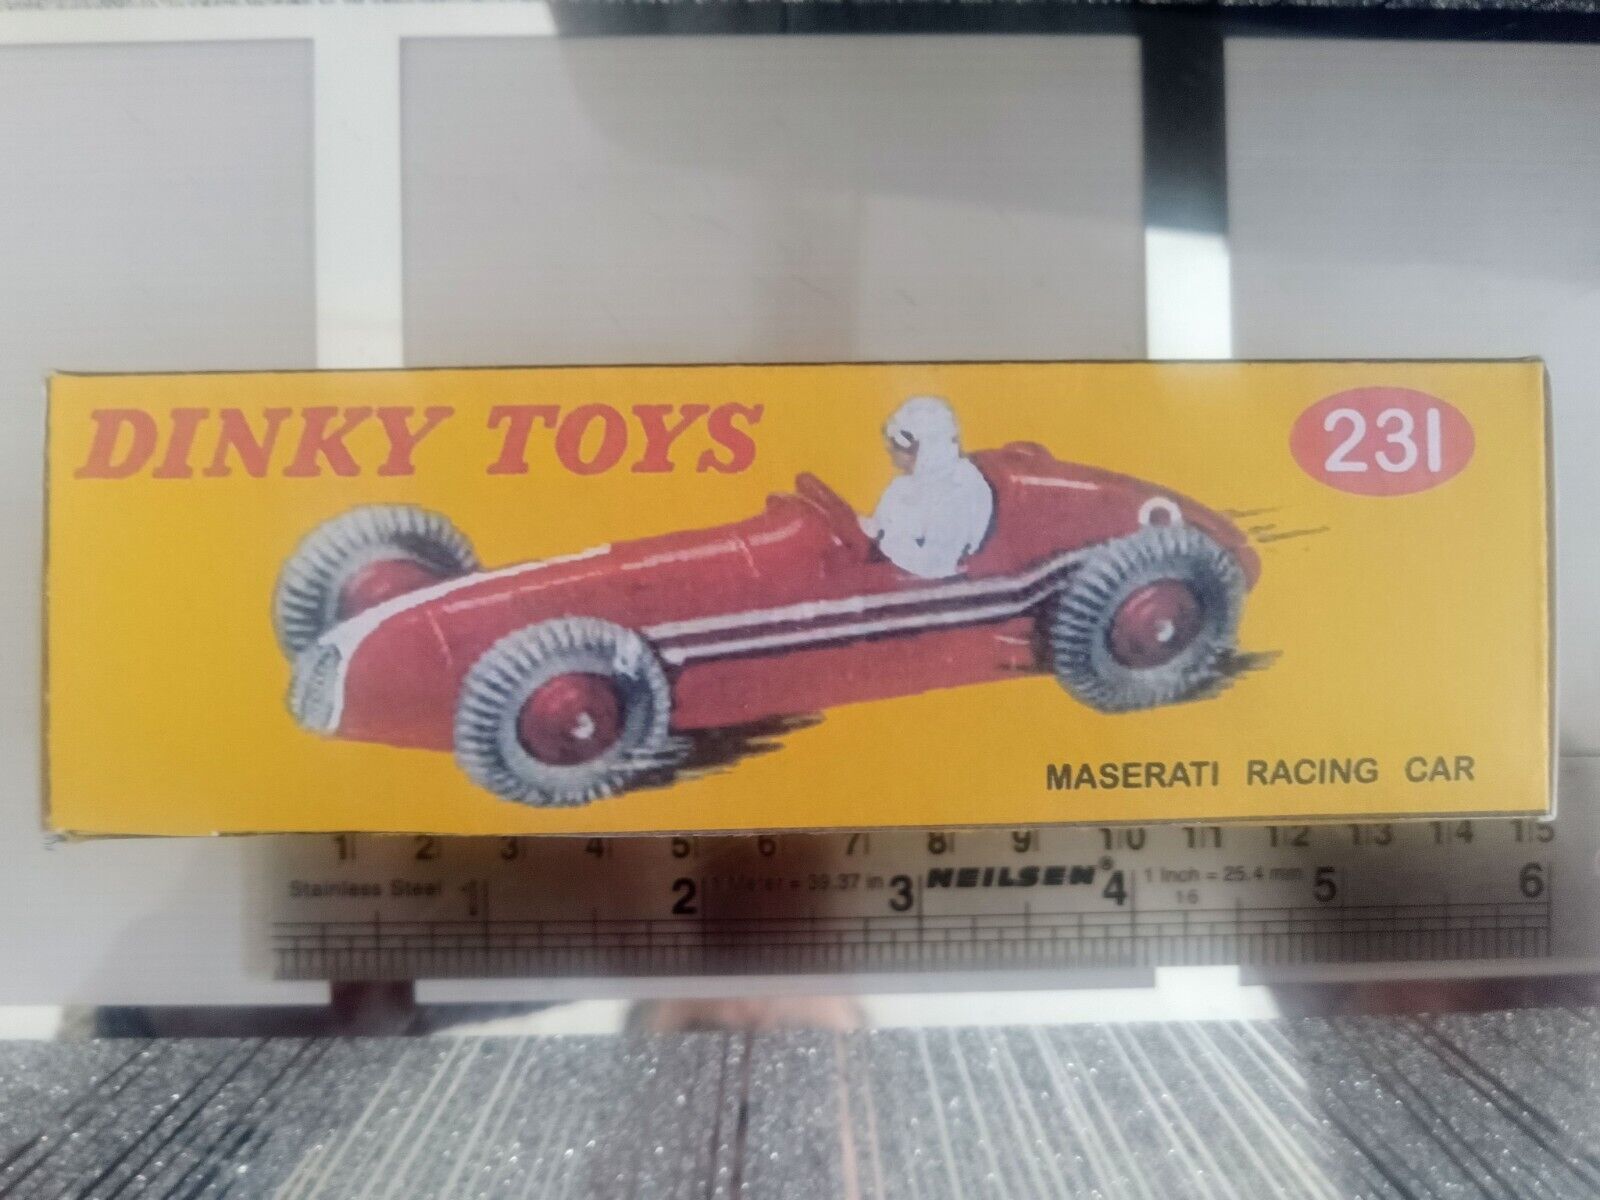 DINKY TOYS
231
MASERATI RACING CAR
1 2 3 4 5 6 7 8 9 10 11 12 13 14 15
Stainless Steel 1 2 1 Meter = 39.37 in 3 NEILSEN® 4 1 Inch = 25.4 mm 5 6
16